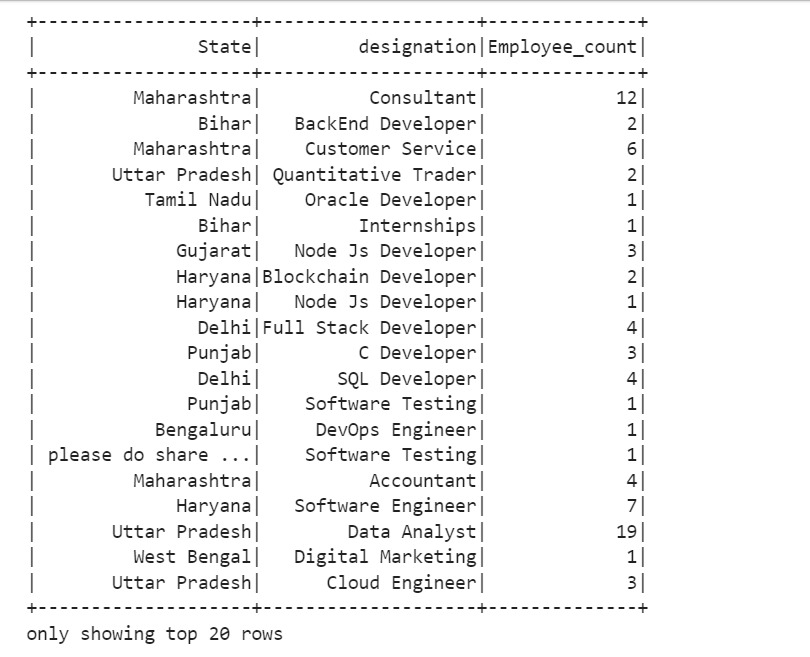 +--------------------+--------------------+--------------+
|               State|         designation|Employee_count|
+--------------------+--------------------+--------------+
|         Maharashtra|          Consultant|            12|
|               Bihar|   BackEnd Developer|             2|
|         Maharashtra|    Customer Service|             6|
|       Uttar Pradesh| Quantitative Trader|             2|
|          Tamil Nadu|    Oracle Developer|             1|
|               Bihar|         Internships|             1|
|             Gujarat|   Node Js Developer|             3|
|             Haryana|Blockchain Developer|             2|
|             Haryana|   Node Js Developer|             1|
|               Delhi|Full Stack Developer|             4|
|              Punjab|         C Developer|             3|
|               Delhi|       SQL Developer|             4|
|              Punjab|    Software Testing|             1|
|           Bengaluru|     DevOps Engineer|             1|
| please do share ...|    Software Testing|             1|
|         Maharashtra|          Accountant|             4|
|             Haryana|   Software Engineer|             7|
|       Uttar Pradesh|        Data Analyst|            19|
|         West Bengal|   Digital Marketing|             1|
|       Uttar Pradesh|      Cloud Engineer|             3|
+--------------------+--------------------+--------------+
only showing top 20 rows